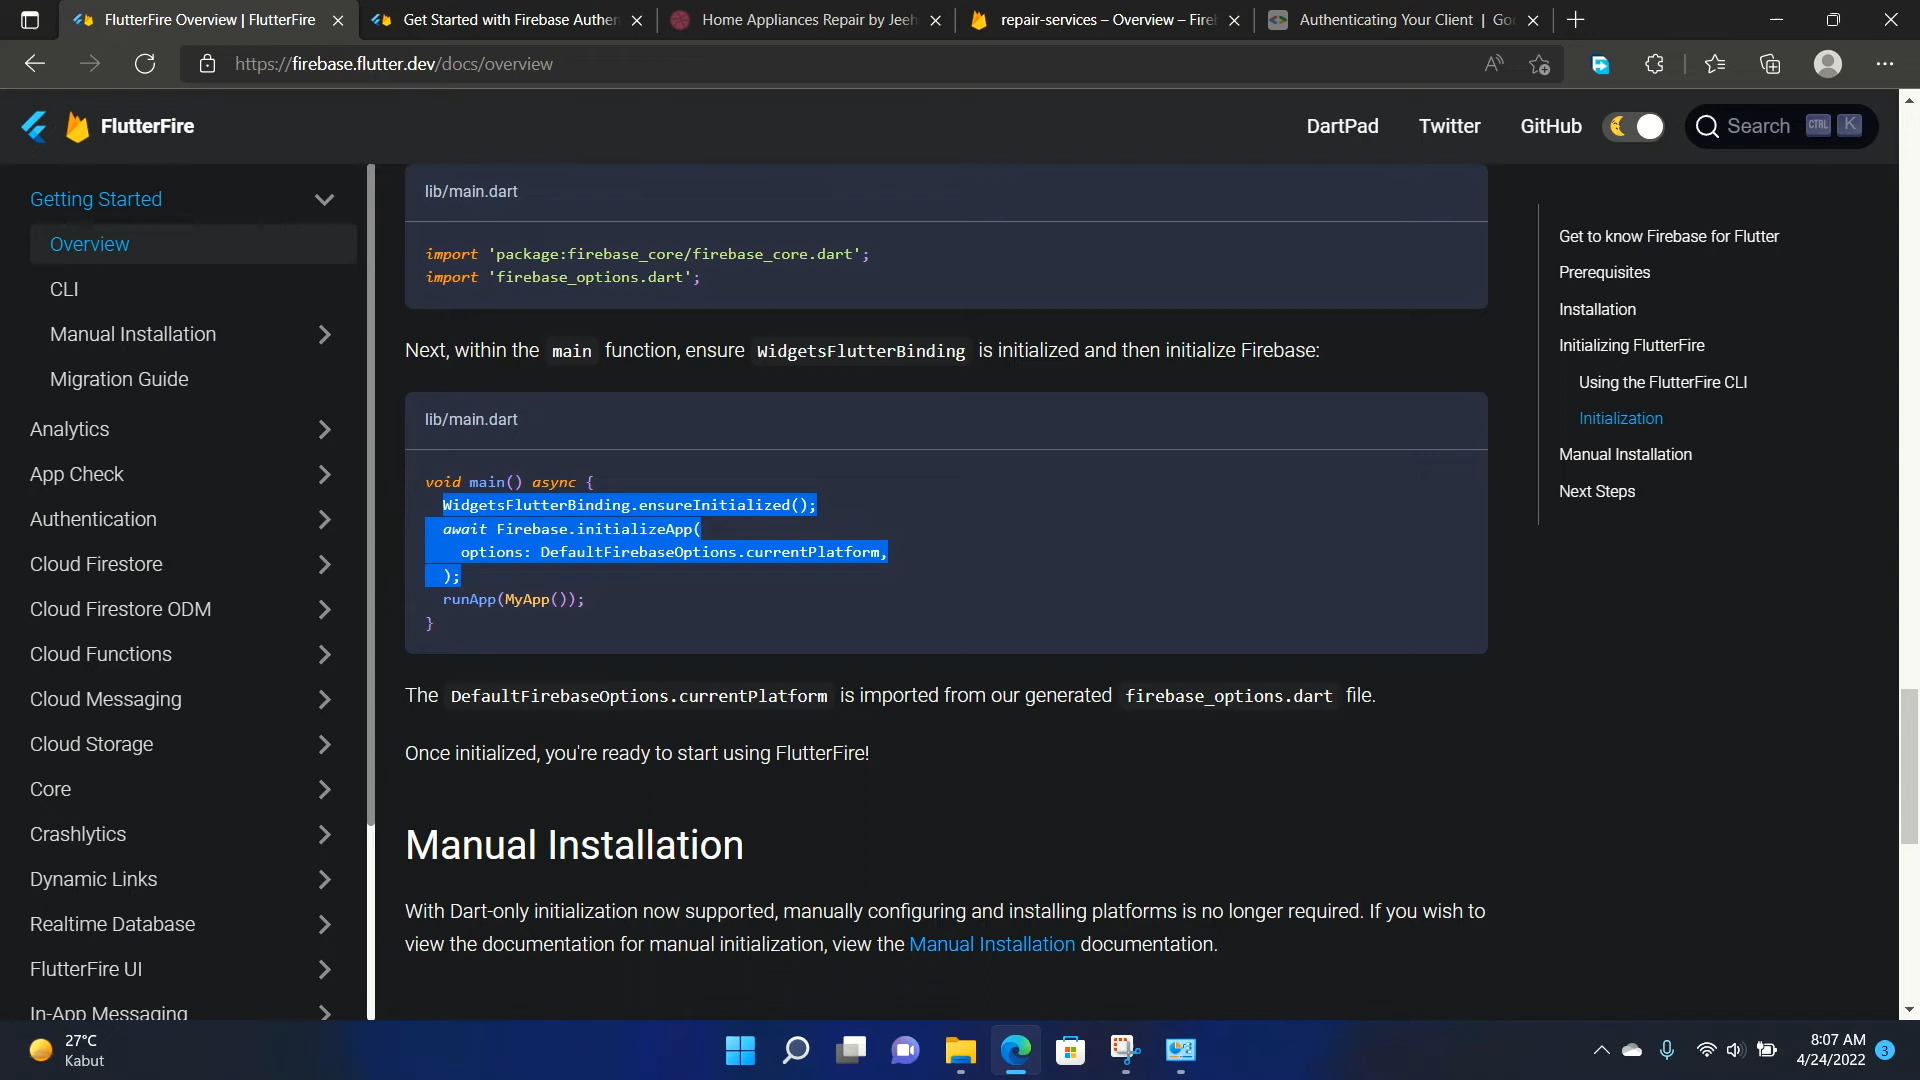 FlutterFire Overview | FlutterFire
Get Started with Firebase Authen
Home Appliances Repair by Jeeh
repair-services – Overview – Fire
Authenticating Your Client | Goo
https://firebase.flutter.dev/docs/overview
FlutterFire
DartPad
Twitter
GitHub
Search
CTRL
K
Getting Started
Overview
CLI
Manual Installation
Migration Guide
Analytics
App Check
Authentication
Cloud Firestore
Cloud Firestore ODM
Cloud Functions
Cloud Messaging
Cloud Storage
Core
Crashlytics
Dynamic Links
Realtime Database
FlutterFire UI
In-App Messaging
lib/main.dart
import 'package:firebase_core/firebase_core.dart';
import 'firebase_options.dart';
Next, within the main function, ensure WidgetsFlutterBinding is initialized and then initialize Firebase:
lib/main.dart
void main() async {
WidgetsFlutterBinding.ensureInitialized();
await Firebase.initializeApp(
options: DefaultFirebaseOptions.currentPlatform,
);
runApp(MyApp());
}
The DefaultFirebaseOptions.currentPlatform is imported from our generated firebase_options.dart file.
Once initialized, you're ready to start using FlutterFire!
Manual Installation
With Dart-only initialization now supported, manually configuring and installing platforms is no longer required. If you wish to
view the documentation for manual initialization, view the Manual Installation documentation.
Get to know Firebase for Flutter
Prerequisites
Installation
Initializing FlutterFire
Using the FlutterFire CLI
Initialization
Manual Installation
Next Steps
27°C
Kabut
8:07 AM
4/24/2022
3